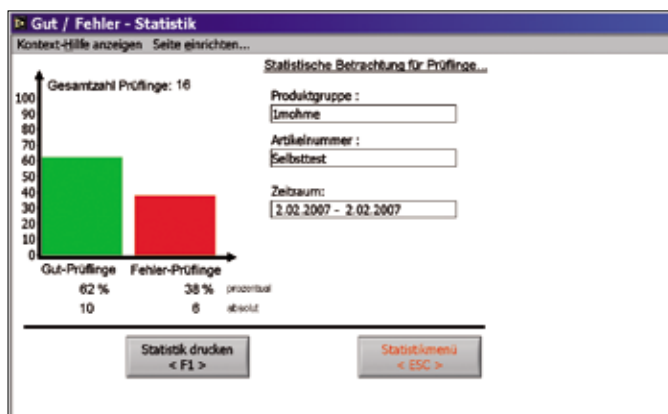 Gut / Fehler - Statistik
Kontext-Hilfe anzeigen Seite einrichten...
Statistische Betrachtung für Prüflinge...
Gesamtzahl Prüflinge: 16
100
90
80
70
60
50
40
30
20
10
0
Produktgruppe :
1mohme
Artikelnummer :
Selbsttest
Zeitraum:
2.02.2007 - 2.02.2007
Gut-Prüflinge Fehler-Prüflinge
62 % 38 % prozentual
10 6 absolut
Statistik drucken
< F1 >
Statistikmenü
< ESC >